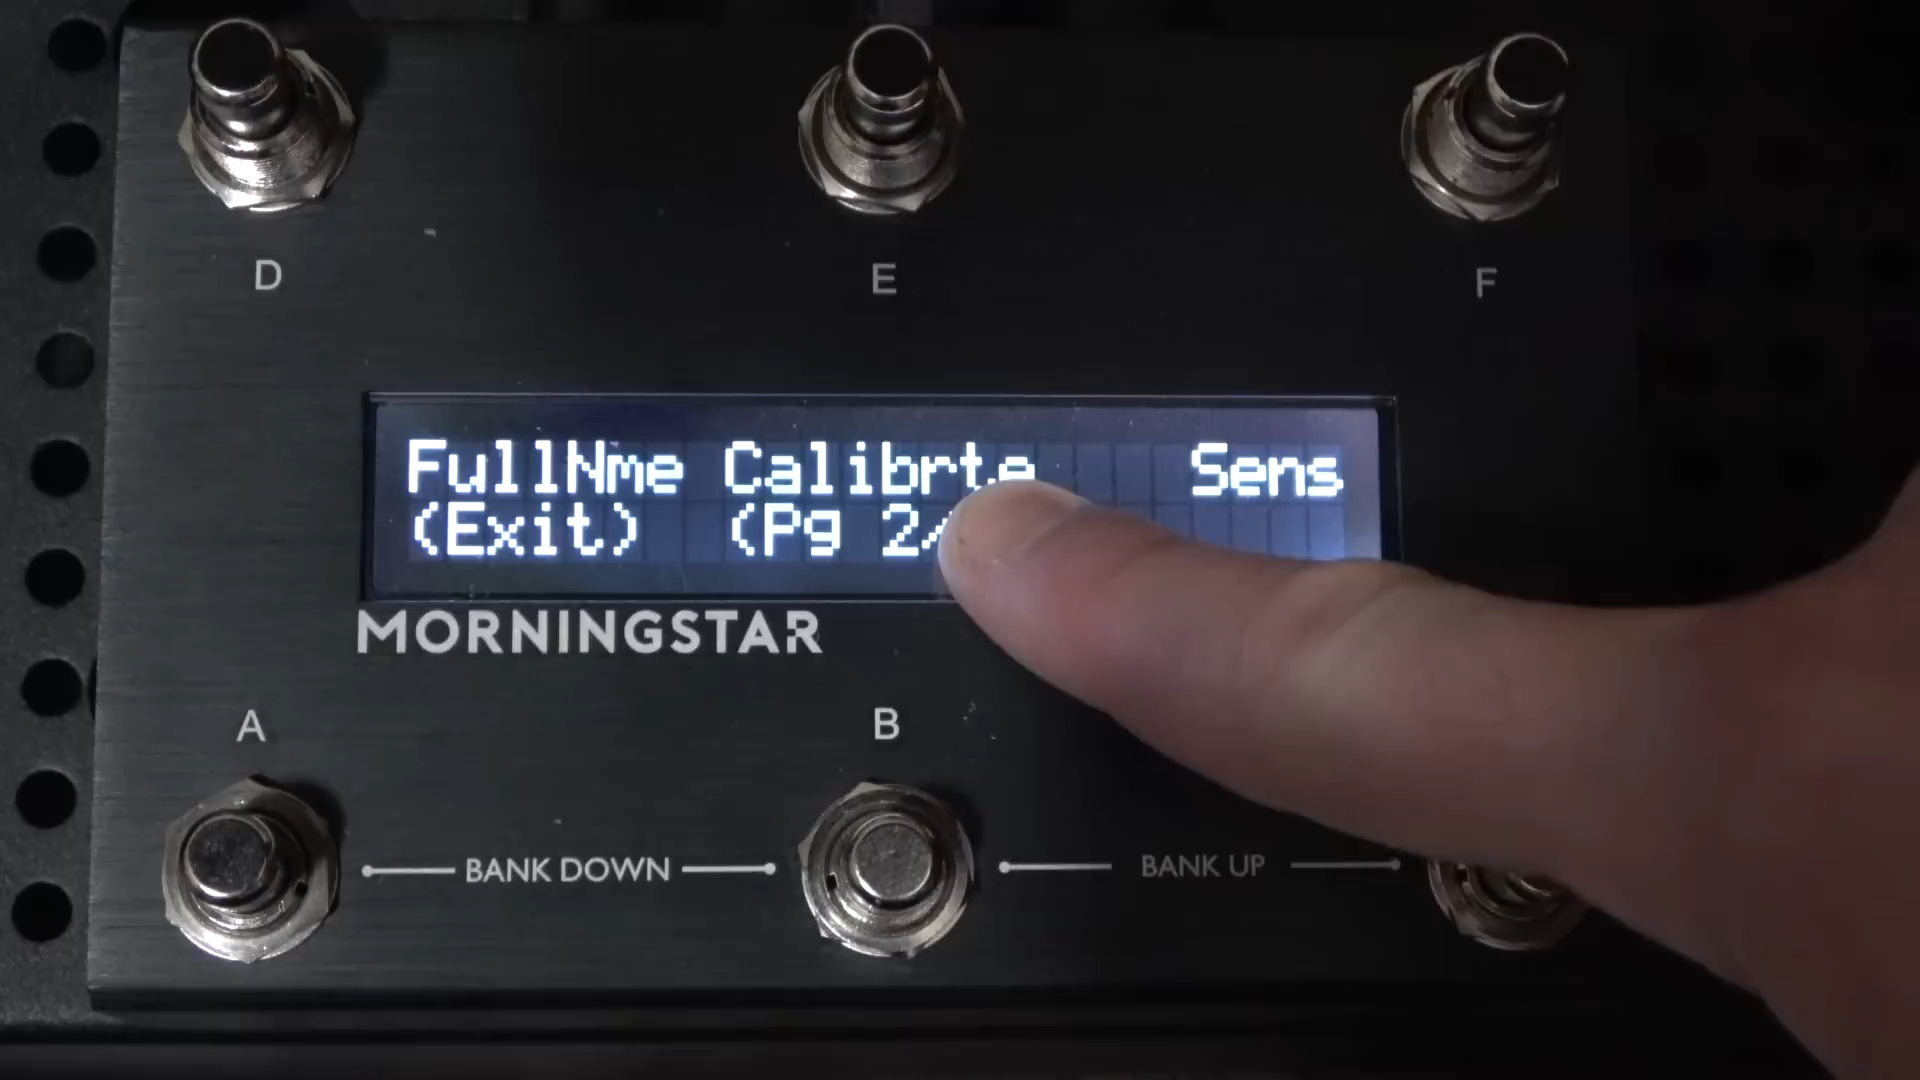 D E F
FullNme Calibrte Sens
(Exit) (Pg 2/
MORNINGSTAR
A B
BANK DOWN BANK UP